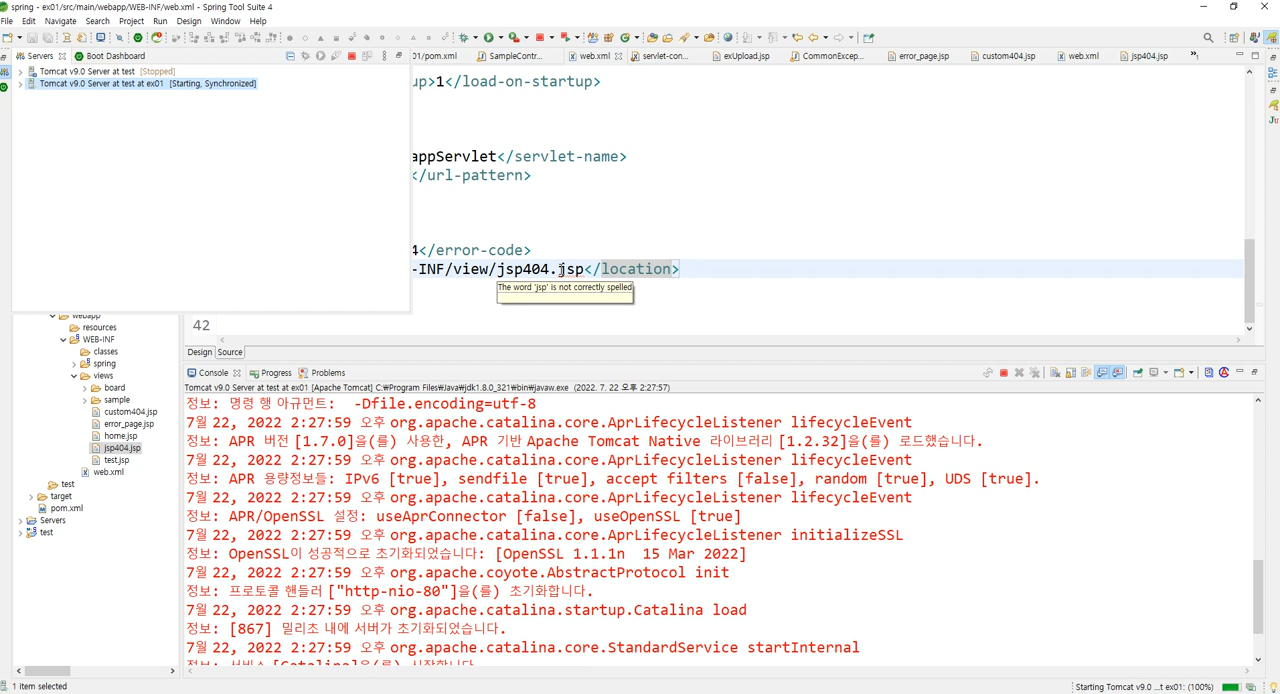 spring - ex01/src/main/webapp/WEB-INF/web.xml - Spring Tool Suite 4
File Edit Navigate Search Project Run Design Window Help
Servers Boot Dashboard
01/pom.xml SampleContr... web.xml servlet-con... exUpload.jsp CommonExcep... error_page.jsp custom404.jsp web.xml jsp404.jsp
Tomcat v9.0 Server at test [Stopped]
Tomcat v9.0 Server at test at ex01 [Starting, Synchronized]
up>1</load-on-startup>
appServlet</servlet-name>
</url-pattern>
4</error-code>
-INF/view/jsp404.jsp</location>
The word 'jsp' is not correctly spelled
42
Design Source
webapp
resources
WEB-INF
classes
spring
views
board
sample
custom404.jsp
error_page.jsp
home.jsp
jsp404.jsp
test.jsp
web.xml
test
target
pom.xml
Servers
test
Console Progress Problems
Tomcat v9.0 Server at test at ex01 [Apache Tomcat] C:₩Program Files₩Java₩jdk1.8.0_321₩bin₩javaw.exe (2022. 7. 22 오후 2:27:57)
정보: 명령 행 아규먼트: -Dfile.encoding=utf-8
7월 22, 2022 2:27:59 오후 org.apache.catalina.core.AprLifecycleListener lifecycleEvent
정보: APR 버전 [1.7.0]을(를) 사용한, APR 기반 Apache Tomcat Native 라이브러리 [1.2.32]을(를) 로드했습니다.
7월 22, 2022 2:27:59 오후 org.apache.catalina.core.AprLifecycleListener lifecycleEvent
정보: APR 용량정보들: IPv6 [true], sendfile [true], accept filters [false], random [true], UDS [true].
7월 22, 2022 2:27:59 오후 org.apache.catalina.core.AprLifecycleListener lifecycleEvent
정보: APR/OpenSSL 설정: useAprConnector [false], useOpenSSL [true]
7월 22, 2022 2:27:59 오후 org.apache.catalina.core.AprLifecycleListener initializeSSL
정보: OpenSSL이 성공적으로 초기화되었습니다: [OpenSSL 1.1.1n 15 Mar 2022]
7월 22, 2022 2:27:59 오후 org.apache.coyote.AbstractProtocol init
정보: 프로토콜 핸들러 ["http-nio-80"]을(를) 초기화합니다.
7월 22, 2022 2:27:59 오후 org.apache.catalina.startup.Catalina load
정보: [867] 밀리초 내에 서버가 초기화되었습니다.
7월 22, 2022 2:27:59 오후 org.apache.catalina.core.StandardService startInternal
정보: 서비스 [Catalina]을(를) 시작합니다.
1 item selected
Starting Tomcat v9.0 ...t ex01: (100%)